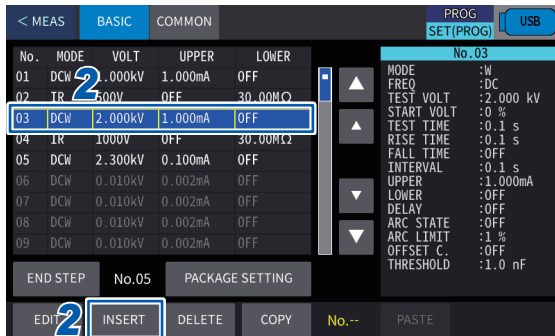 < MEAS BASIC COMMON PROG SET(PROG) USB
No. MODE VOLT UPPER LOWER
01 DCW 1.000kV 1.000mA OFF
02 IR 500V OFF 30.00MΩ
03 DCW 2.000kV 1.000mA OFF
04 IR 1000V OFF 30.00MΩ
05 DCW 2.300kV 0.100mA OFF
06 DCW 0.010kV 0.002mA OFF
07 DCW 0.010kV 0.002mA OFF
08 DCW 0.010kV 0.002mA OFF
09 DCW 0.010kV 0.002mA OFF
2
No.03
MODE :W
FREQ :DC
TEST VOLT :2.000 kV
START VOLT :0 %
TEST TIME :0.1 s
RISE TIME :0.1 s
FALL TIME :OFF
INTERVAL :0.1 s
UPPER :1.000mA
LOWER :OFF
DELAY :OFF
ARC STATE :OFF
ARC LIMIT :1 %
OFFSET C. :OFF
THRESHOLD :1.0 nF
END STEP No.05 PACKAGE SETTING
2
EDIT INSERT DELETE COPY No.-- PASTE